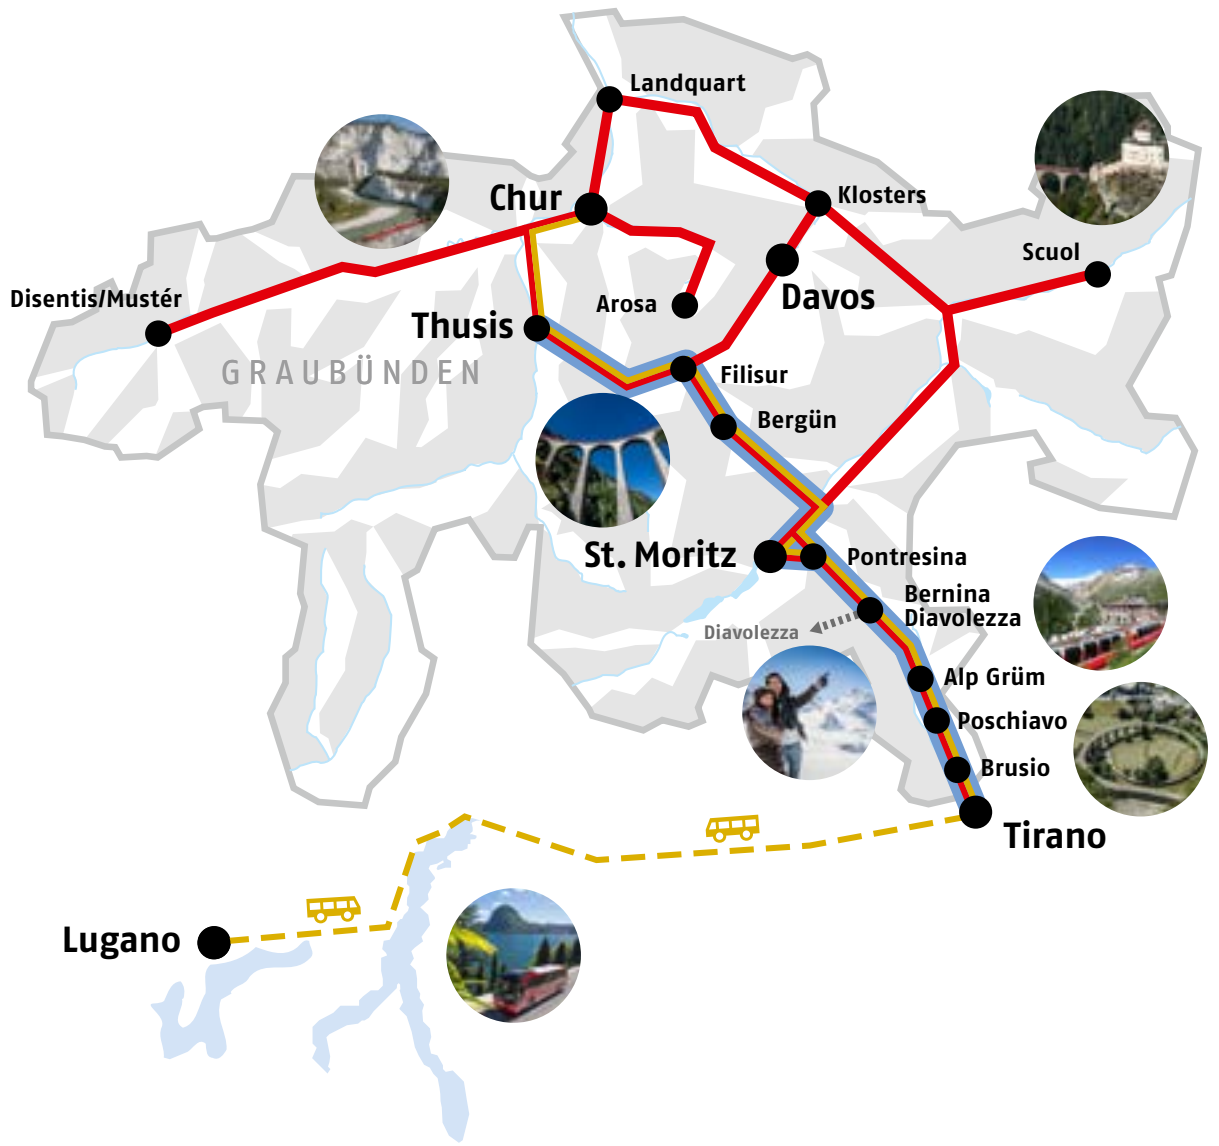 Landquart
Chur
Klosters
Scuol
Disentis/Mustér
Arosa
Davos
Thusis
GRAUBÜNDEN
Filisur
Bergün
St. Moritz
Pontresina
Bernina
Diavolezza
Diavolezza
Alp Grüm
Poschiavo
Brusio
Tirano
Lugano